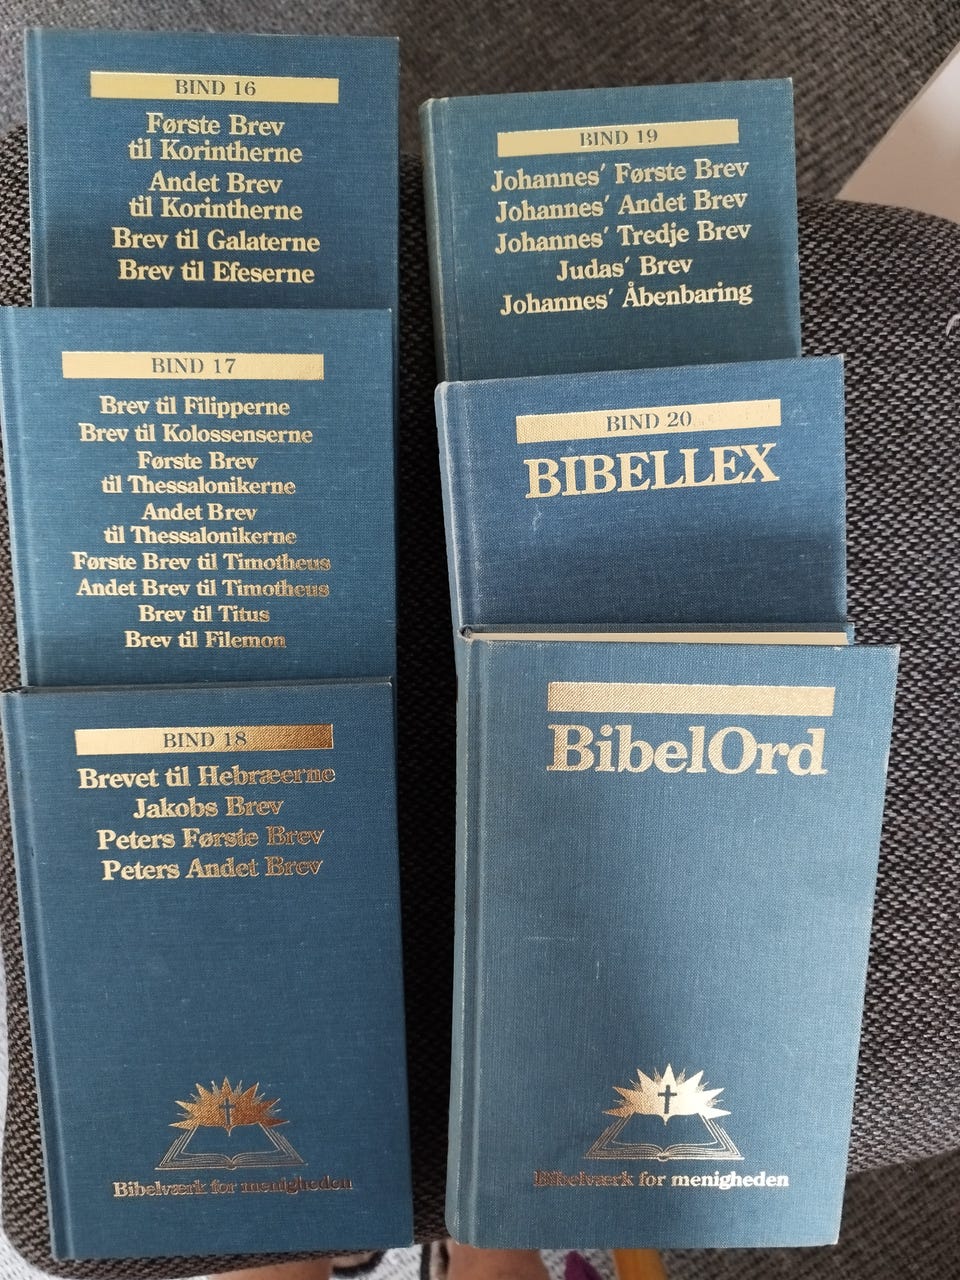 BIND 16
Første Brev
til Korintherne
Andet Brev
til Korintherne
Brev til Galaterne
Brev til Efeserne
BIND 17
Brev til Filipperne
Brev til Kolossenserne
Første Brev
til Thessalonikerne
Andet Brev
til Thessalonikerne
Første Brev til Timotheus
Andet Brev til Timotheus
Brev til Titus
Brev til Filemon
BIND 18
Brevet til Hebræerne
Jakobs Brev
Peters Første Brev
Peters Andet Brev
Bibelværk for menigheden
BIND 19
Johannes' Første Brev
Johannes' Andet Brev
Johannes' Tredje Brev
Judas' Brev
Johannes' Åbenbaring
BIND 20
BIBELLEX
BibelOrd
Bibelværk for menigheden